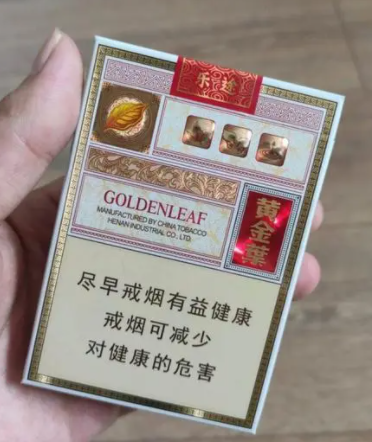 乐途
GOLDENLEAF
MANUFACTURED BY CHINA TOBACCO
HENAN INDUSTRIAL CO., LTD.
黄金葉
尽早戒烟有益健康
戒烟可减少
对健康的危害